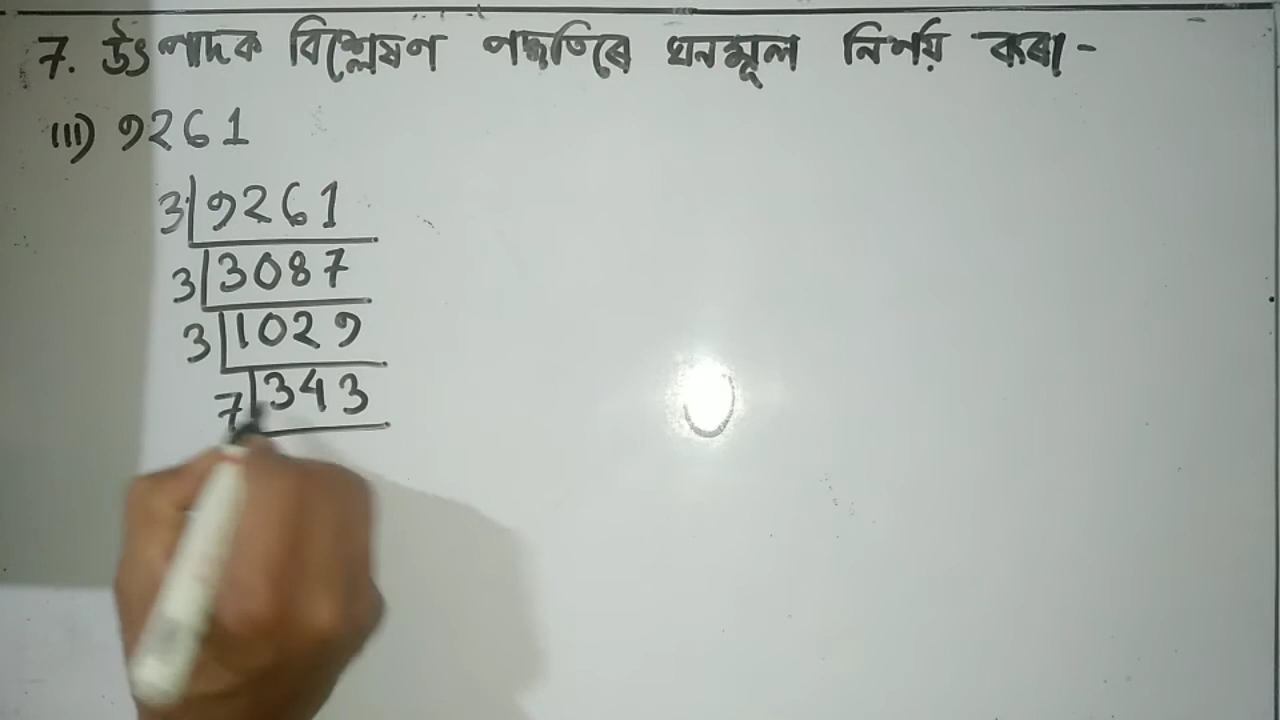 7. উৎপাদক বিশ্লেষণ পদ্ধতিৰে ঘনমূল নিৰ্ণয় কৰা-
(iii) 9261
3|9261
3|3087
3|1029
7|343